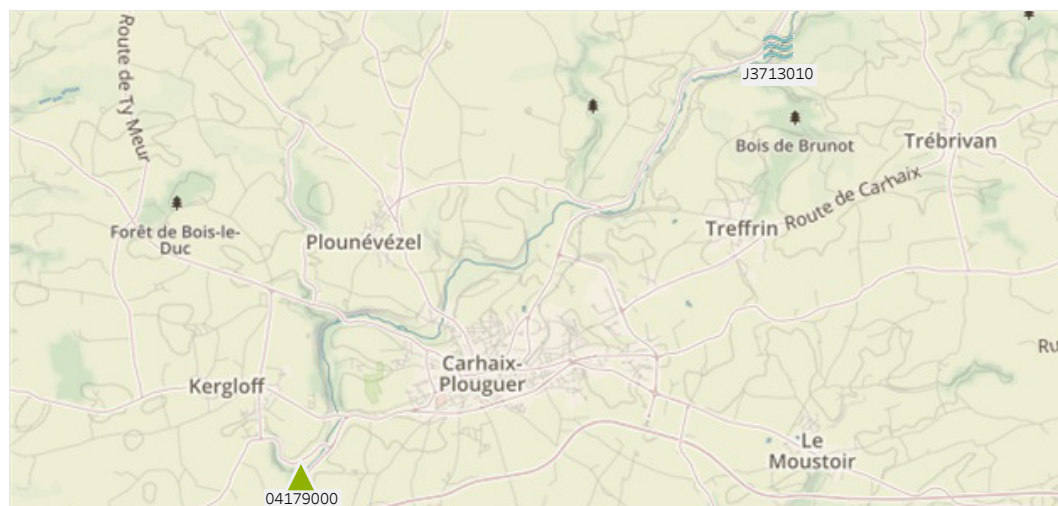 Route de Ty Meur
J3713010
Bois de Brunot
Trébrivan
Route de Carhaix
Treffrin
Forêt de Bois-le-
Duc
Plounévézel
Carhaix-
Plouguer
Kergloff
Ru
Le
Moustoir
04179000